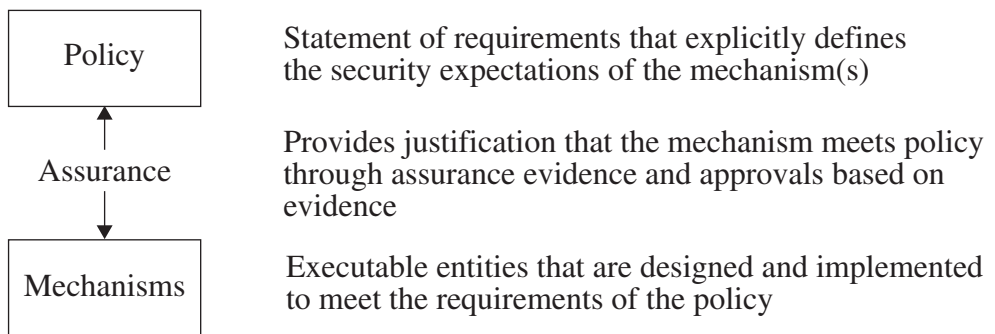 Policy
Statement of requirements that explicitly defines
the security expectations of the mechanism(s)
Assurance
Provides justification that the mechanism meets policy
through assurance evidence and approvals based on
evidence
Mechanisms
Executable entities that are designed and implemented
to meet the requirements of the policy